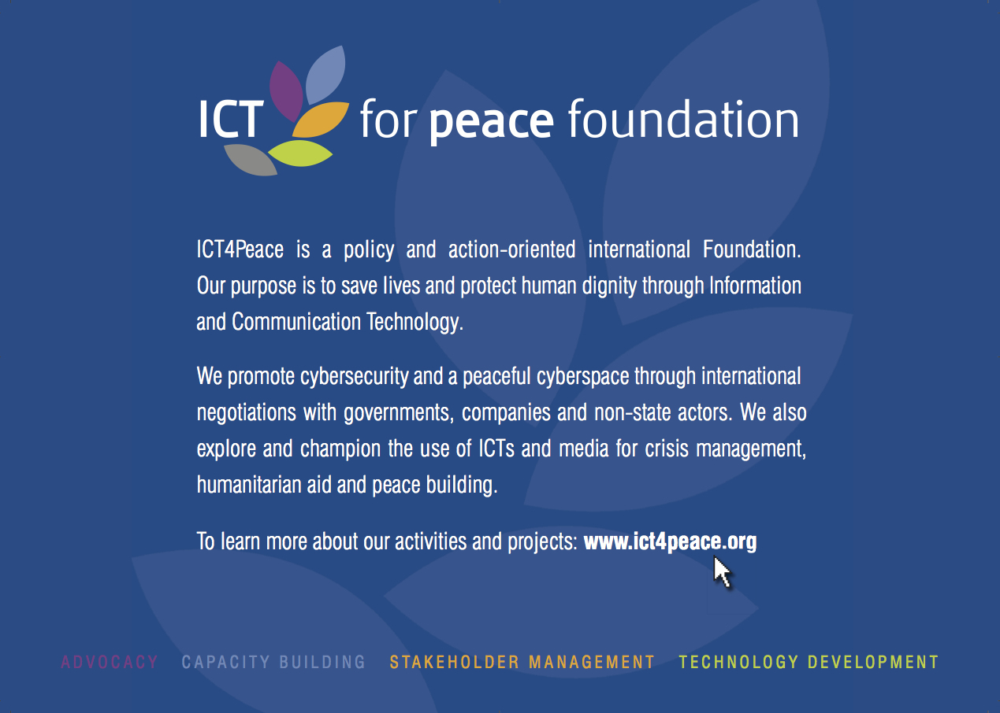 ICT for peace foundation
ICT4Peace is a policy and action-oriented international Foundation.
Our purpose is to save lives and protect human dignity through Information
and Communication Technology.
We promote cybersecurity and a peaceful cyberspace through international
negotiations with governments, companies and non-state actors. We also
explore and champion the use of ICTs and media for crisis management,
humanitarian aid and peace building.
To learn more about our activities and projects: www.ict4peace.org
ADVOCACY CAPACITY BUILDING STAKEHOLDER MANAGEMENT TECHNOLOGY DEVELOPMENT